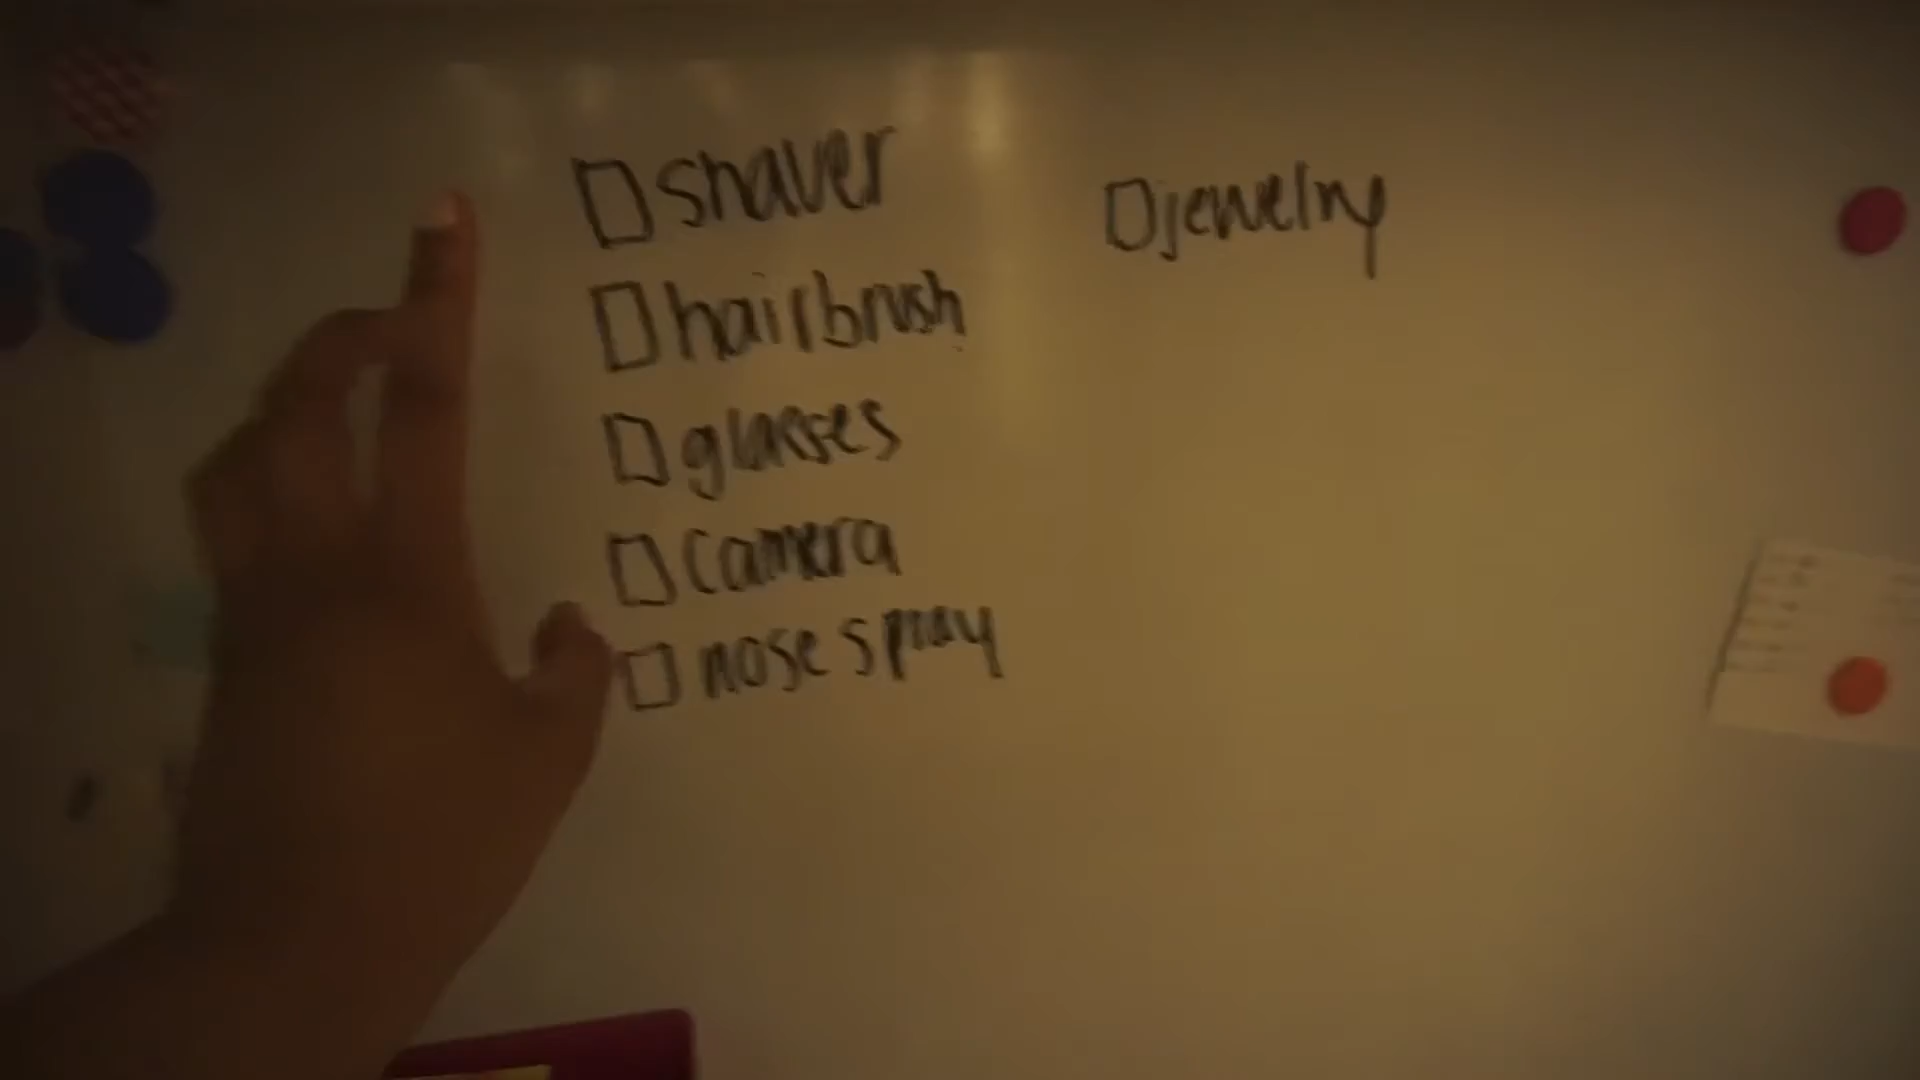 shaver
hairbrush
glasses
camera
nose spray
jewelry